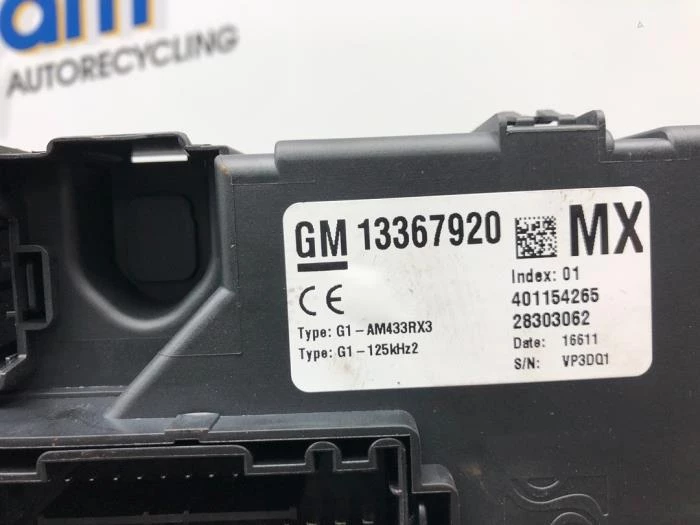 AUTORECYCLING
GM 13367920 MX
Index: 01
401154265
28303062
CE
Type: G1-AM433RX3
Type: G1-125kHz2
Date: 16611
S/N: VP3DQ1